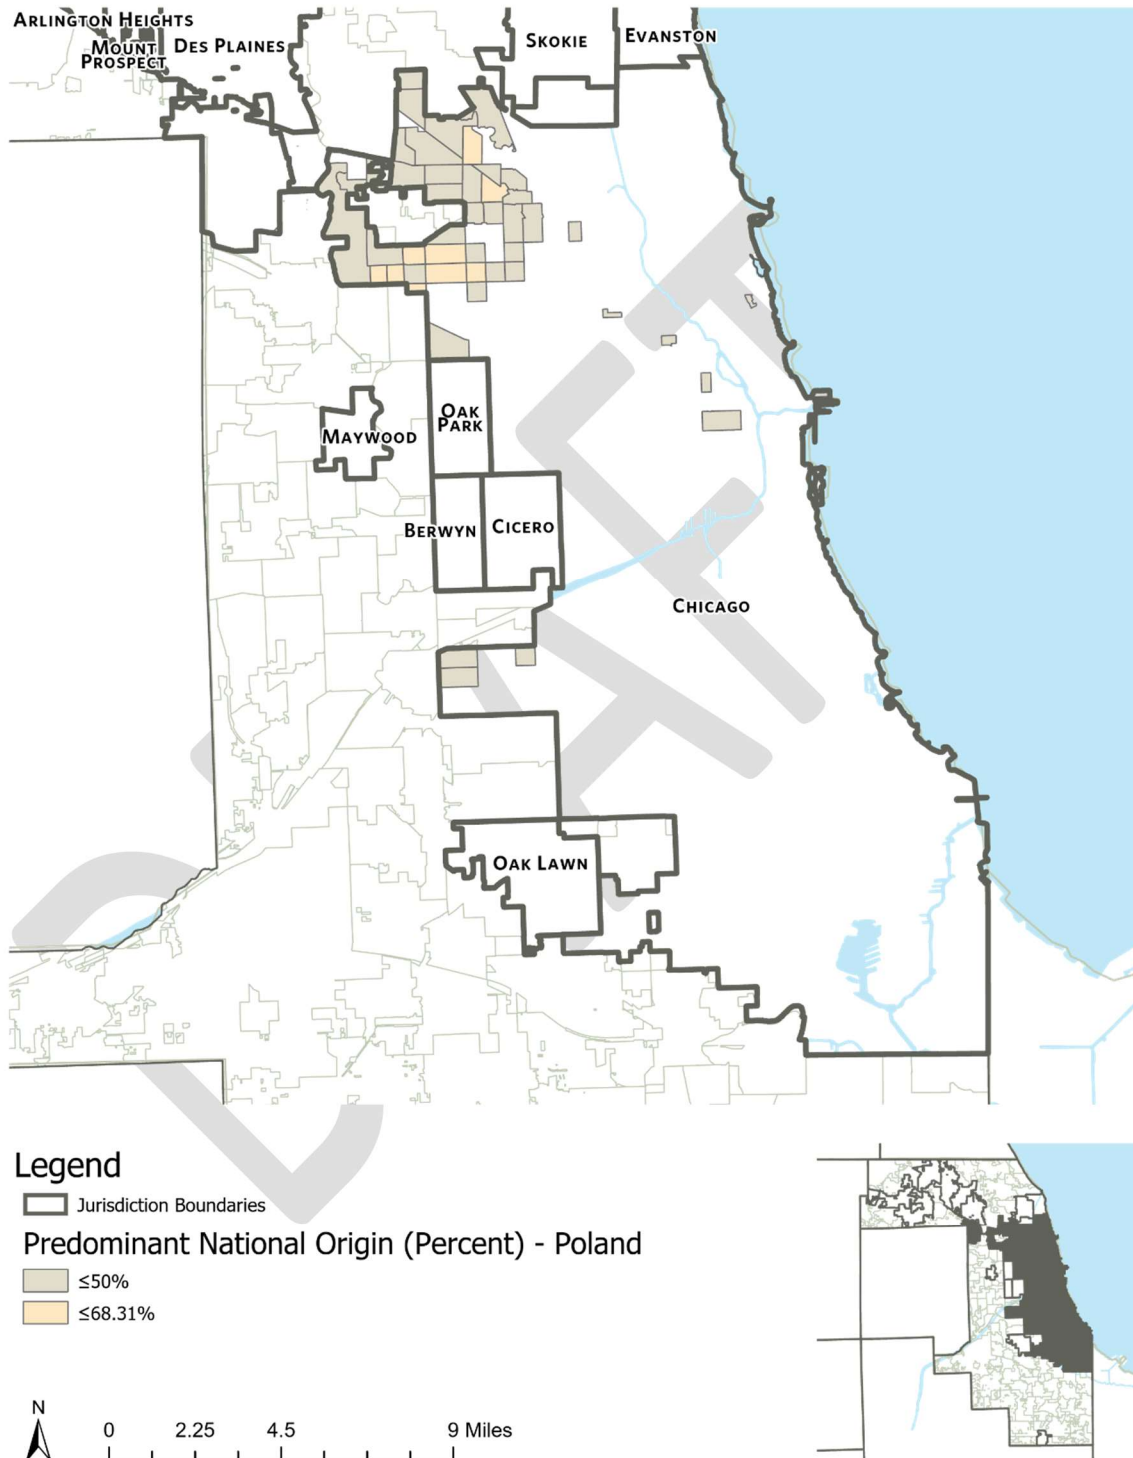 ARLINGTON HEIGHTS
MOUNT
PROSPECT
DES PLAINES
SKOKIE
EVANSTON
OAK
PARK
MAYWOOD
BERWYN
CICERO
CHICAGO
OAK LAWN
DRAFT
Legend
Jurisdiction Boundaries
Predominant National Origin (Percent) - Poland
≤50%
≤68.31%
N
0 2.25 4.5 9 Miles